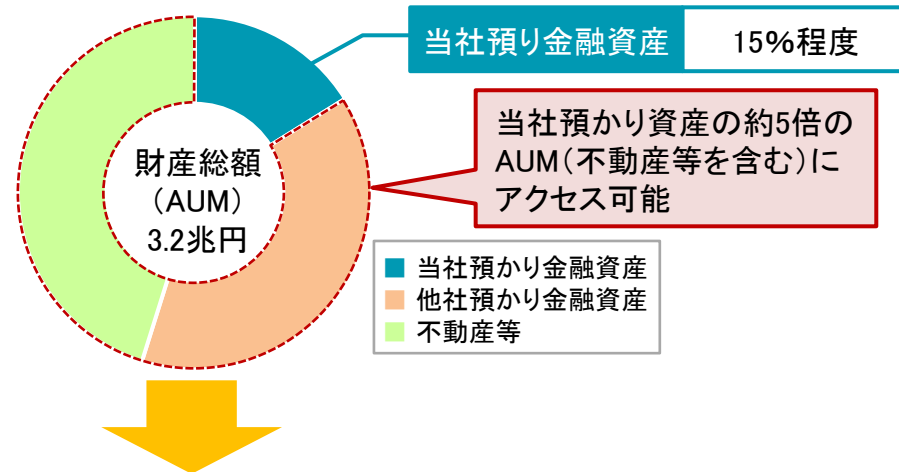 当社預り金融資産 15%程度
当社預かり資産の約5倍の
AUM(不動産等を含む)に
アクセス可能
財産総額
(AUM)
3.2兆円
当社預かり金融資産
他社預かり金融資産
不動産等